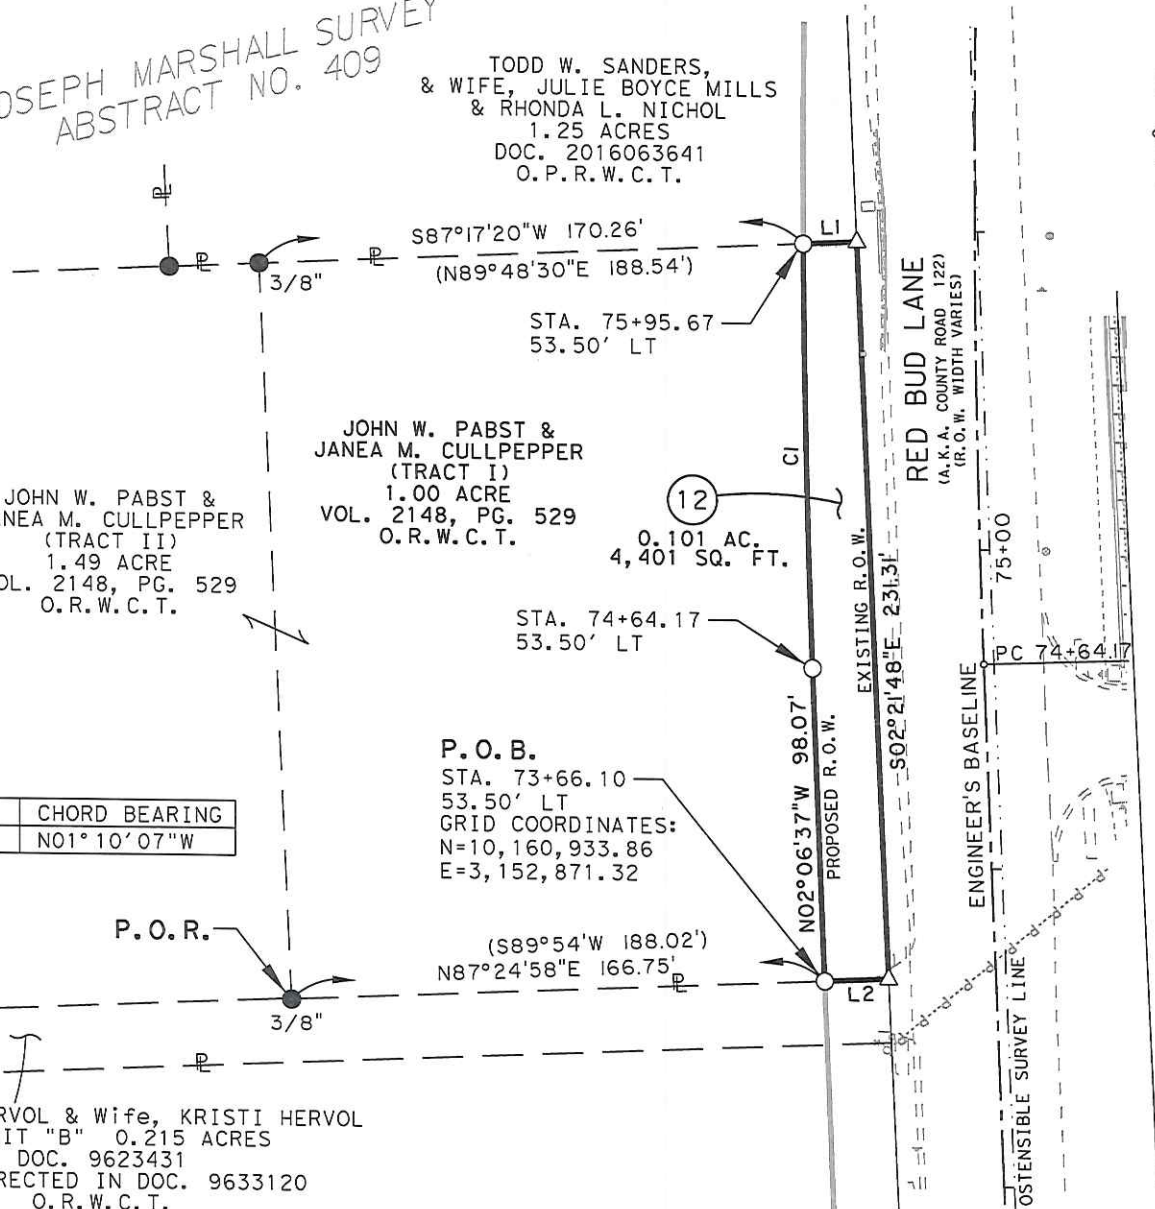 OSEPH MARSHALL SURVEY
ABSTRACT NO. 409
TODD W. SANDERS,
& WIFE, JULIE BOYCE MILLS
& RHONDA L. NICHOL
1.25 ACRES
DOC. 2016063641
O.P.R.W.C.T.
S87°17'20"W 170.26'
(N89°48'30"E 188.54')
L1
3/8"
STA. 75+95.67
53.50' LT
RED BUD LANE
(A.K.A. COUNTY ROAD 122)
(R.O.W. WIDTH VARIES)
JOHN W. PABST &
JANEA M. CULLPEPPER
(TRACT I)
1.00 ACRE
VOL. 2148, PG. 529
O.R.W.C.T.
C1
12
0.101 AC.
4,401 SQ. FT.
JOHN W. PABST &
NEA M. CULLPEPPER
(TRACT II)
1.49 ACRE
OL. 2148, PG. 529
O.R.W.C.T.
75+00
EXISTING R.O.W.
S02°21'48"E 231.31'
STA. 74+64.17
53.50' LT
PC 74+64.17
ENGINEER'S BASELINE
N02°06'37"W 98.07'
PROPOSED R.O.W.
P.O.B.
STA. 73+66.10
53.50' LT
GRID COORDINATES:
N=10,160,933.86
E=3,152,871.32
CHORD BEARING
N01°10'07"W
P.O.R.
(S89°54'W 188.02')
N87°24'58"E 166.75'
L2
3/8"
OSTENSIBLE SURVEY LINE
RVOL & Wife, KRISTI HERVOL
IT "B" 0.215 ACRES
DOC. 9623431
RECTED IN DOC. 9633120
O.R.W.C.T.